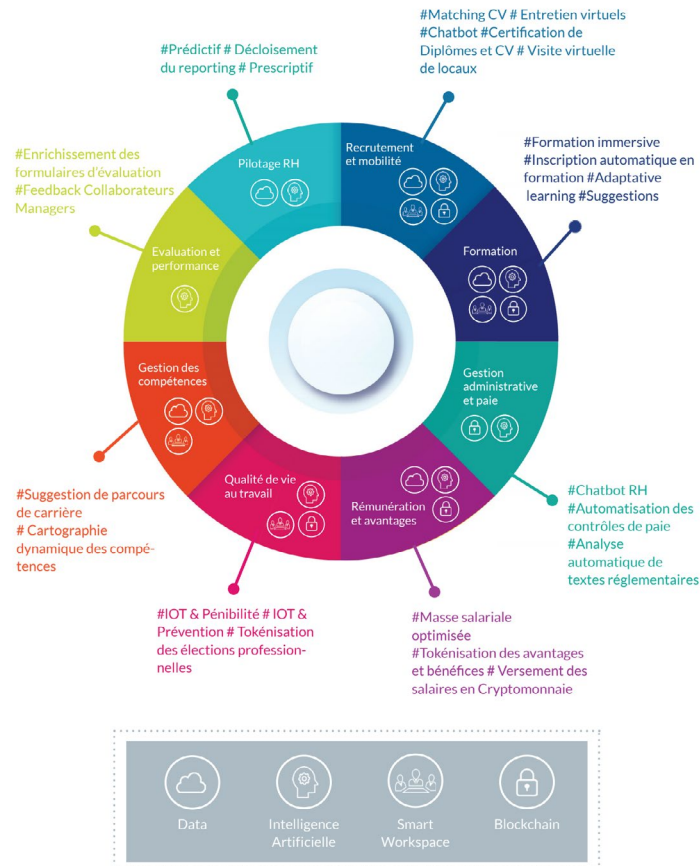 #Matching CV # Entretien virtuels
#Chatbot #Certification de
Diplômes et CV # Visite virtuelle
de locaux
#Prédictif # Décloisement
du reporting # Prescriptif
#Formation immersive
#Inscription automatique en
formation #Adaptative
learning #Suggestions
#Enrichissement des
formulaires d'évaluation
#Feedback Collaborateurs
Managers
Pilotage RH
Recrutement
et mobilité
Evaluation et
performance
Formation
Gestion des
compétences
Gestion
administrative
et paie
Qualité de vie
au travail
Rémunération
et avantages
#Suggestion de parcours
de carrière
# Cartographie
dynamique des compé-
tences
#Chatbot RH
#Automatisation des
contrôles de paie
#Analyse
automatique de
textes réglementaires
#IOT & Pénibilité # IOT &
Prévention # Tokénisation
des élections profession-
nelles
#Masse salariale
optimisée
#Tokénisation des avantages
et bénéfices # Versement des
salaires en Cryptomonnaie
Data
Intelligence
Artificielle
Smart
Workspace
Blockchain